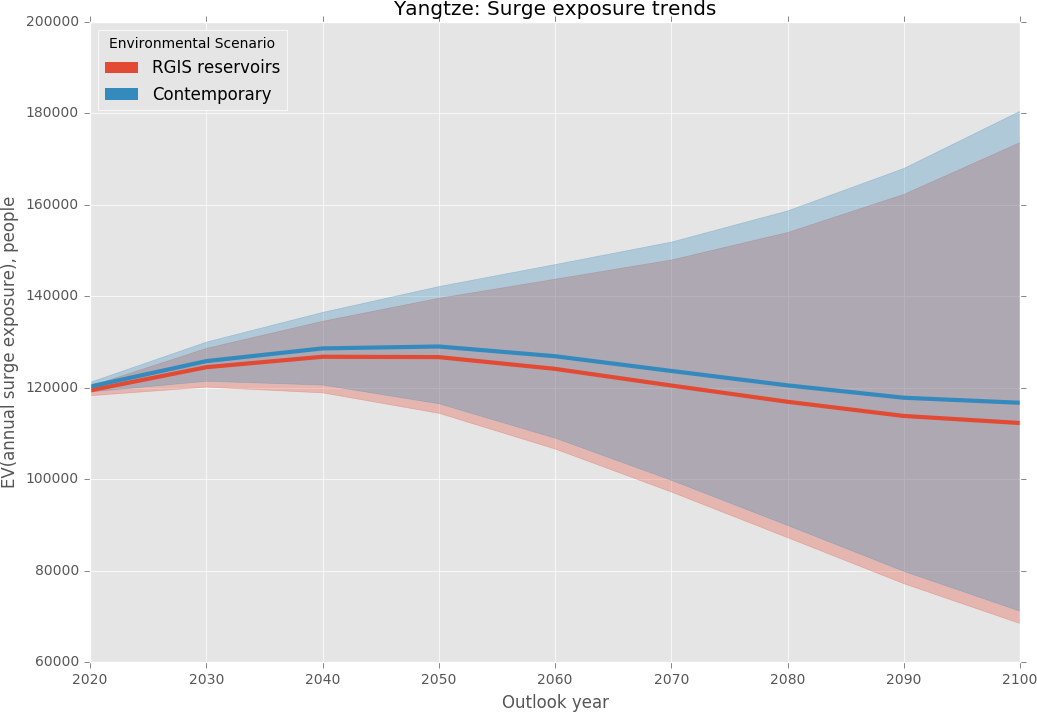 Yangtze: Surge exposure trends
200000
180000
160000
140000
120000
100000
80000
60000
EV(annual surge exposure), people
Environmental Scenario
RGIS reservoirs
Contemporary
2020 2030 2040 2050 2060 2070 2080 2090 2100
Outlook year